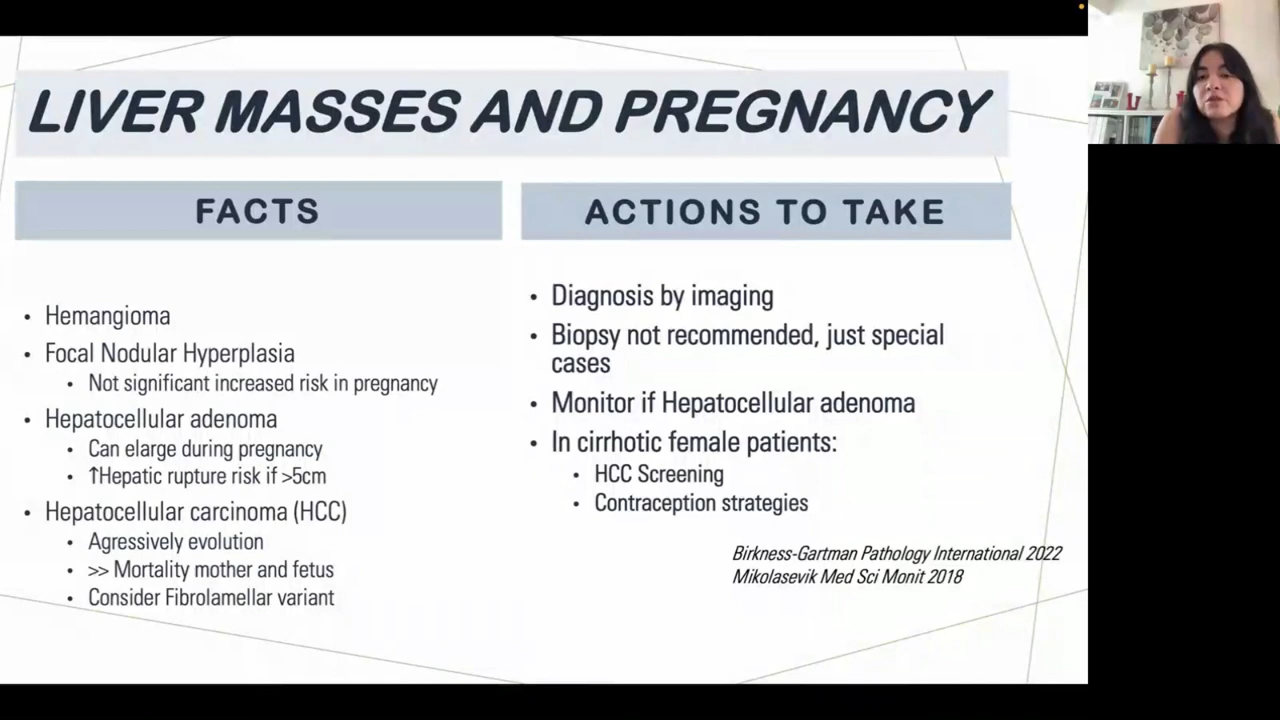 LIVER MASSES AND PREGNANCY
FACTS
Hemangioma
Focal Nodular Hyperplasia
Not significant increased risk in pregnancy
Hepatocellular adenoma
Can elarge during pregnancy
↑Hepatic rupture risk if >5cm
Hepatocellular carcinoma (HCC)
Agressively evolution
>> Mortality mother and fetus
Consider Fibrolamellar variant
ACTIONS TO TAKE
Diagnosis by imaging
Biopsy not recommended, just special
cases
Monitor if Hepatocellular adenoma
In cirrhotic female patients:
HCC Screening
Contraception strategies
Birkness-Gartman Pathology International 2022
Mikolasevik Med Sci Monit 2018